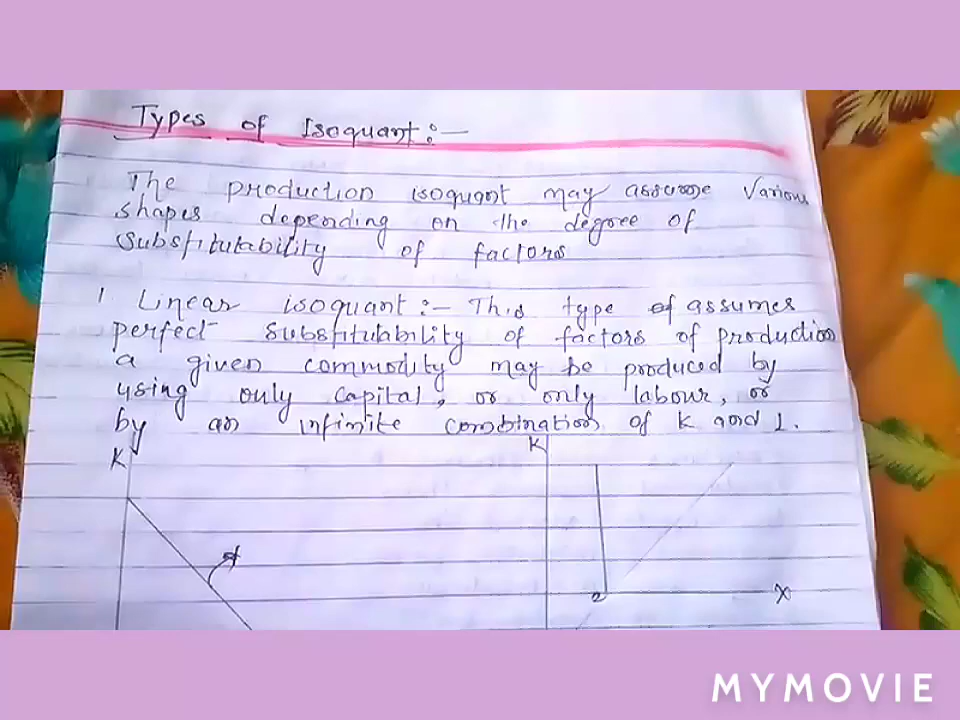 Types of Isoquant :-
The production isoquant may assume various
shapes depending on the degree of
substitutability of factors
1. Linear isoquant :- This type of assumes
perfect substitutability of factors of production
a given commodity may be produced by
using only capital, or only labour, or
by an infinite combination of K and L.
K
K
X
MYMOVIE